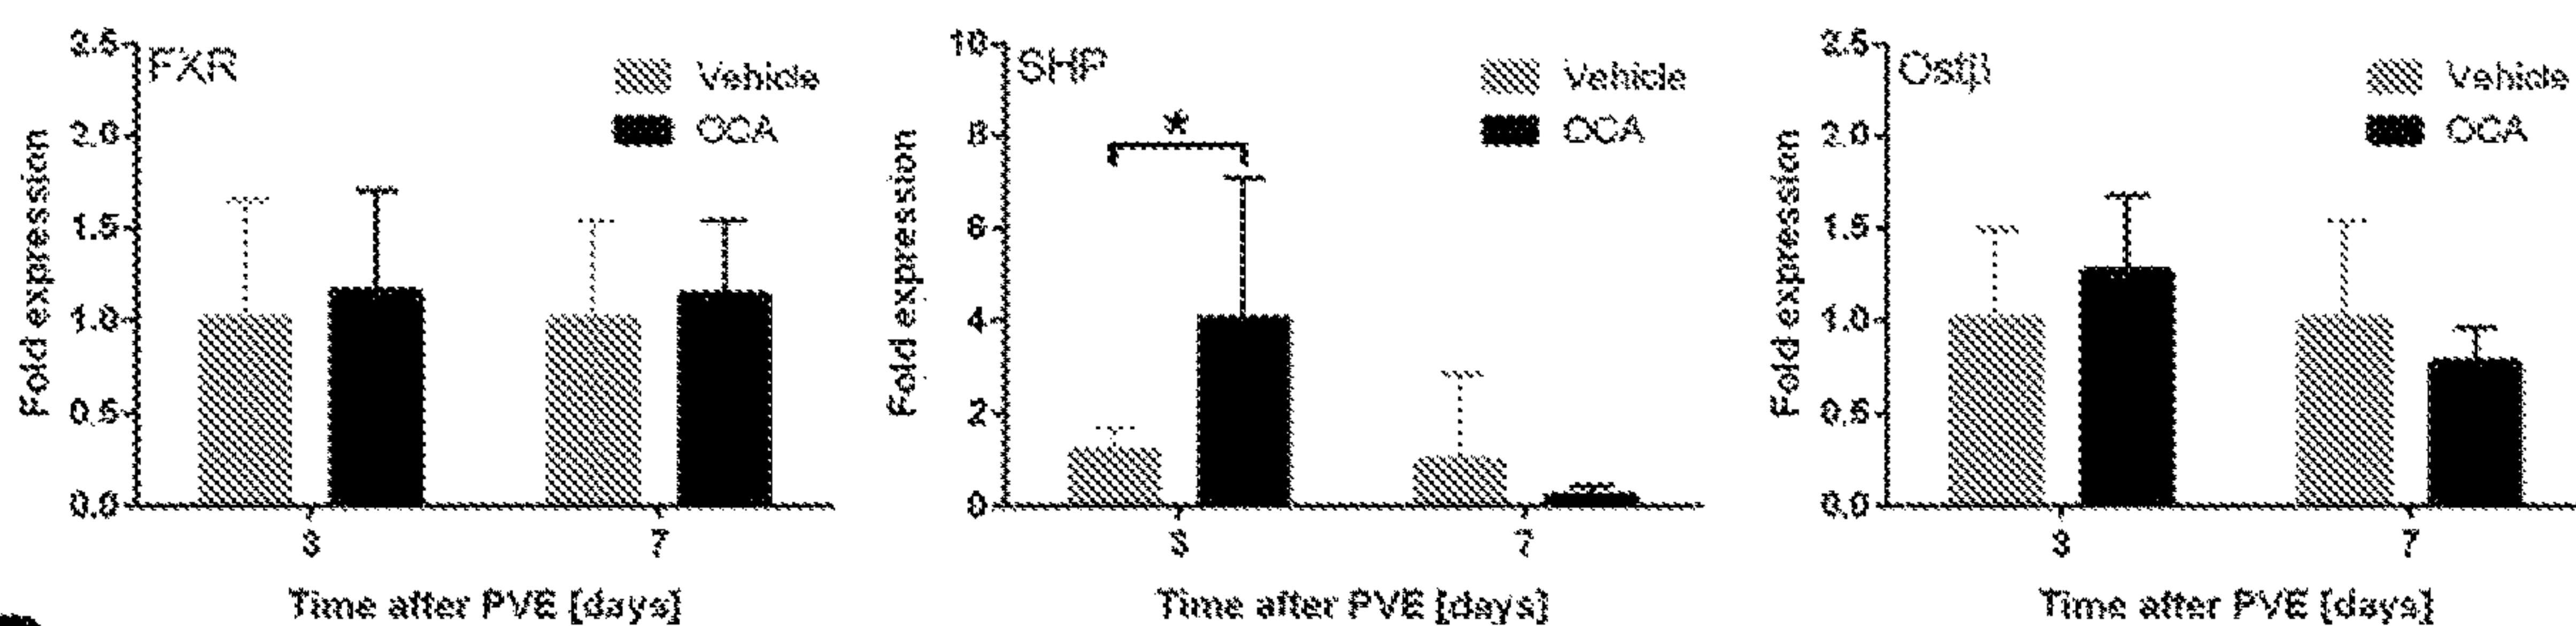 FXR
Vehicle
OCA
Fold expression
2.5
2.0
1.5
1.0
0.5
0.0
3
7
Time after PVE [days]
SHP
Vehicle
OCA
*
Fold expression
10
8
6
4
2
0
3
7
Time after PVE [days]
Ostβ
Vehicle
OCA
Fold expression
2.5
2.0
1.5
1.0
0.5
0.0
3
7
Time after PVE [days]